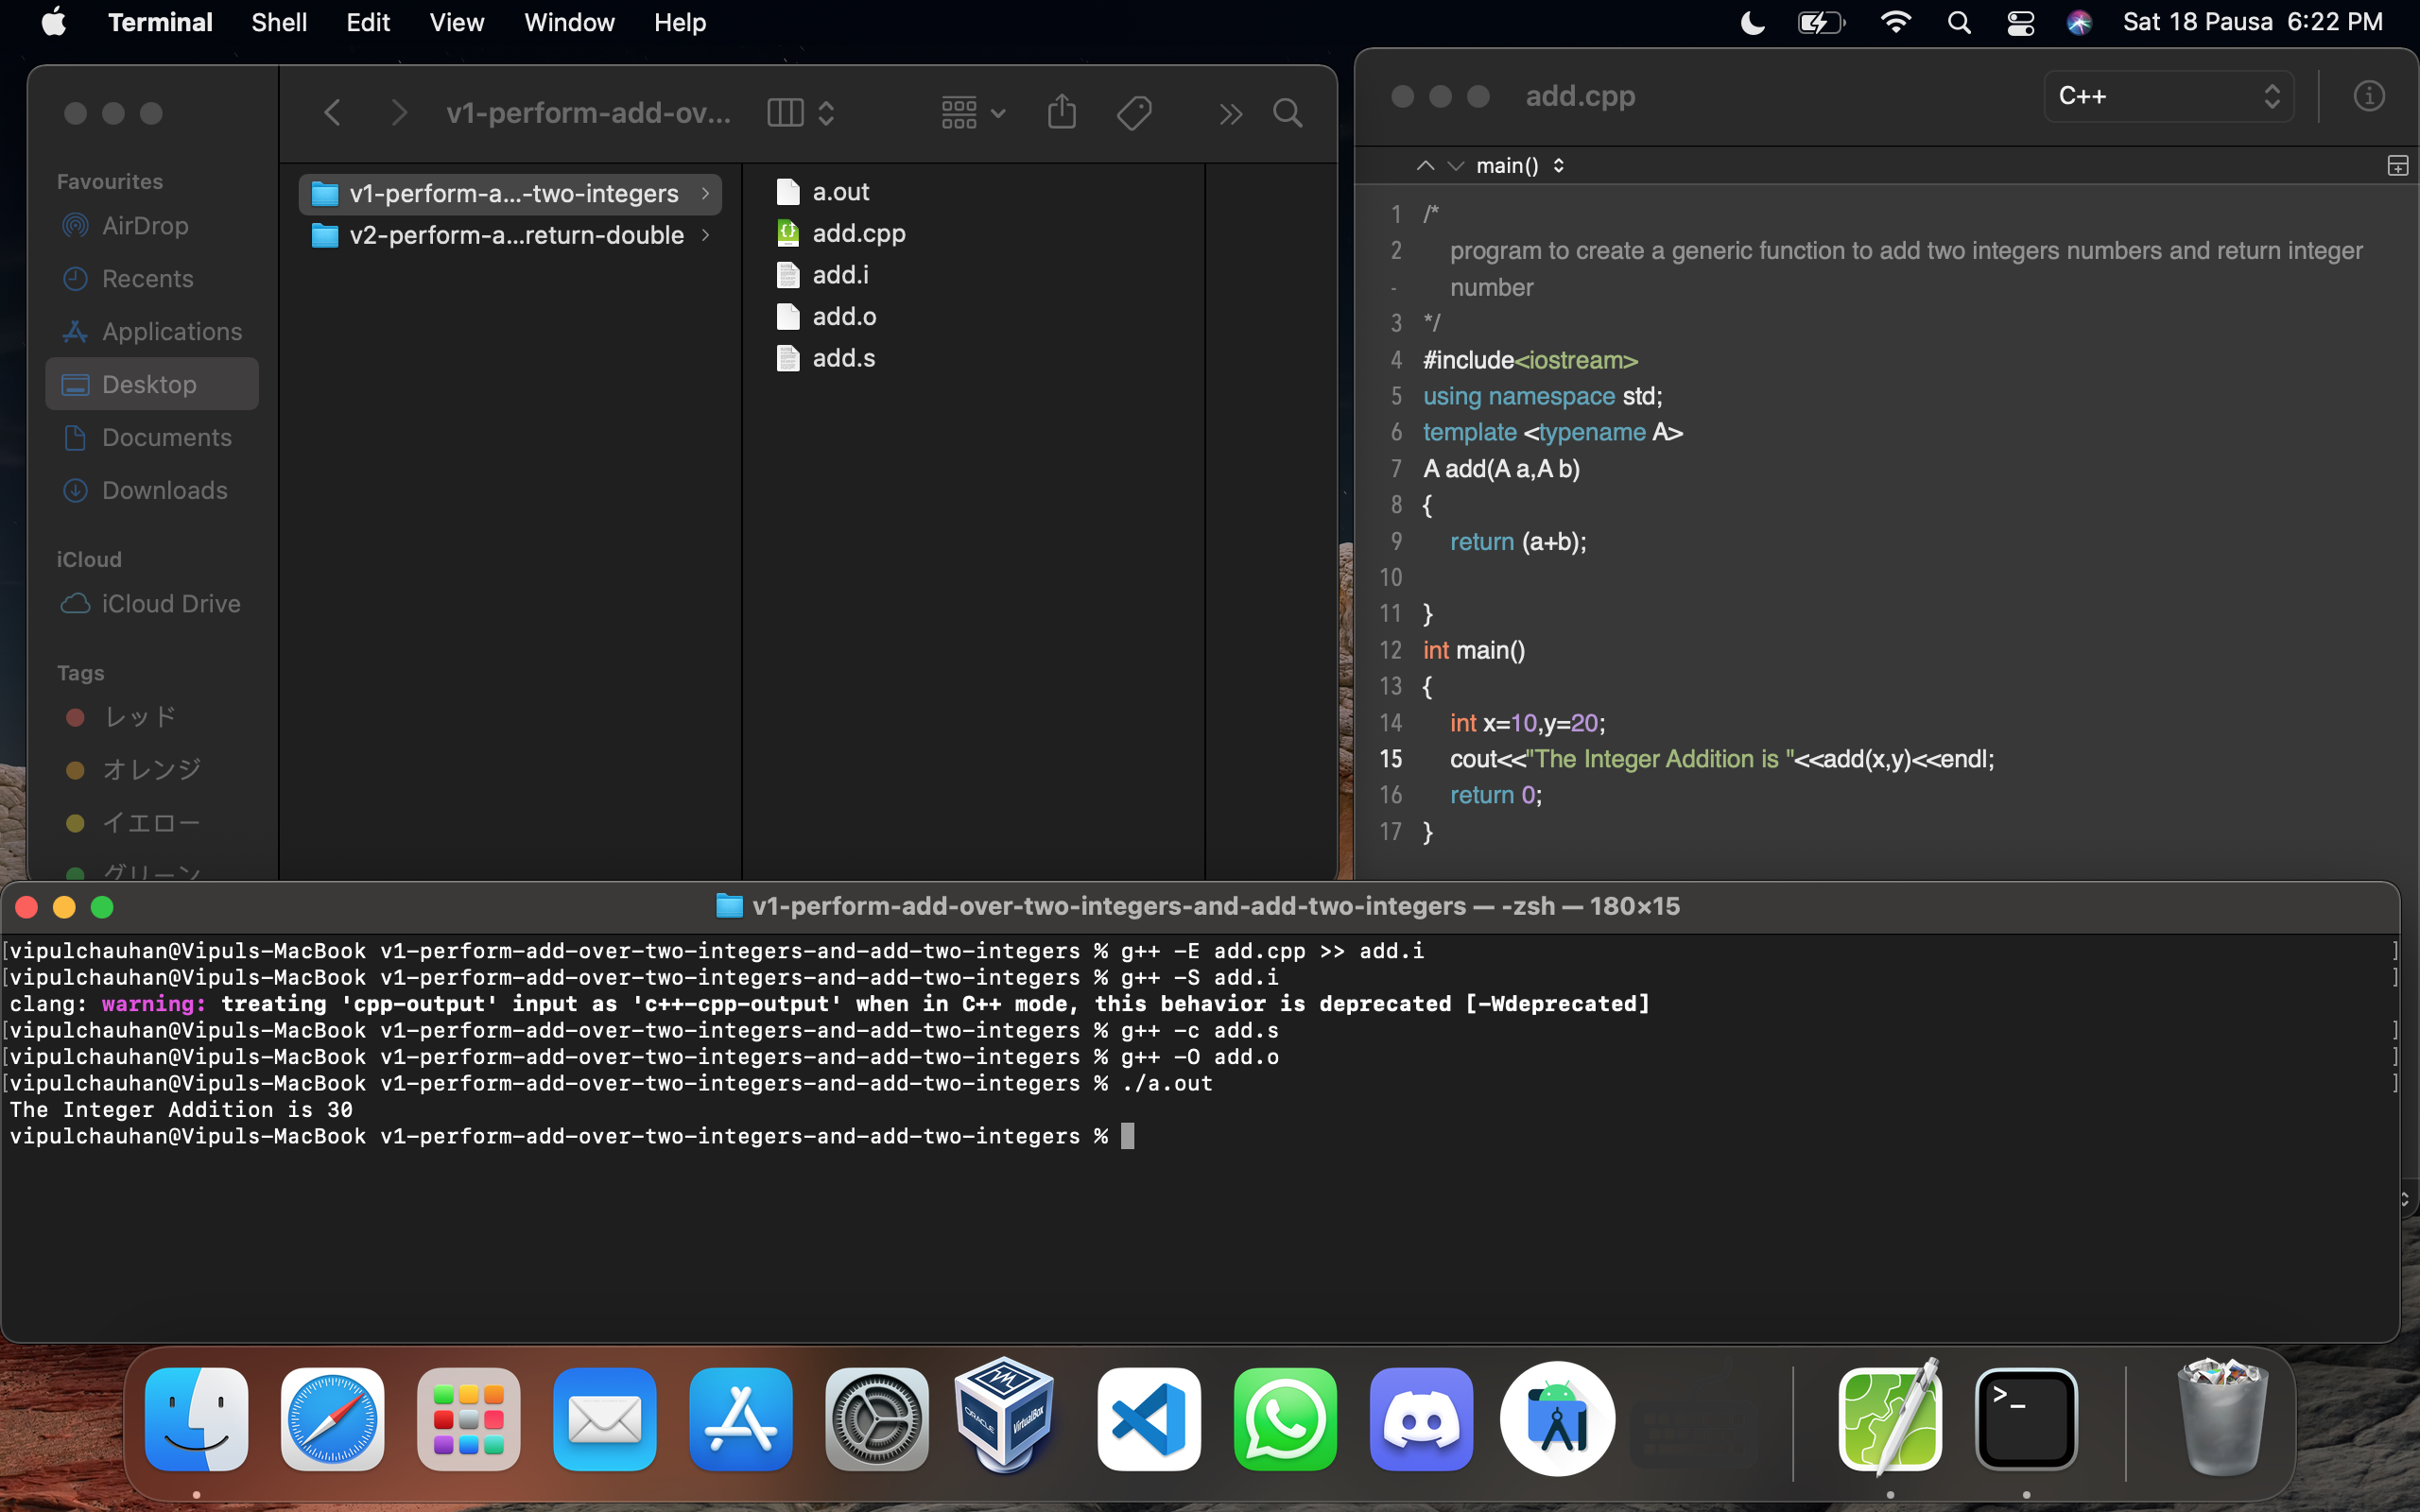 Terminal Shell Edit View Window Help Sat 18 Pausa 6:22 PM
v1-perform-add-ov...
Favourites
AirDrop
Recents
Applications
Desktop
Documents
Downloads
iCloud
iCloud Drive
Tags
レッド
オレンジ
イエロー
グリーン
v1-perform-a...-two-integers
v2-perform-a...return-double
a.out
add.cpp
add.i
add.o
add.s
add.cpp C++
main()
1 /*
2 program to create a generic function to add two integers numbers and return integer
- number
3 */
4 #include<iostream>
5 using namespace std;
6 template <typename A>
7 A add(A a,A b)
8 {
9 return (a+b);
10
11 }
12 int main()
13 {
14 int x=10,y=20;
15 cout<<"The Integer Addition is "<<add(x,y)<<endl;
16 return 0;
17 }
v1-perform-add-over-two-integers-and-add-two-integers — -zsh — 180×15
[vipulchauhan@Vipuls-MacBook v1-perform-add-over-two-integers-and-add-two-integers % g++ -E add.cpp >> add.i ]
[vipulchauhan@Vipuls-MacBook v1-perform-add-over-two-integers-and-add-two-integers % g++ -S add.i ]
clang: warning: treating 'cpp-output' input as 'c++-cpp-output' when in C++ mode, this behavior is deprecated [-Wdeprecated]
[vipulchauhan@Vipuls-MacBook v1-perform-add-over-two-integers-and-add-two-integers % g++ -c add.s ]
[vipulchauhan@Vipuls-MacBook v1-perform-add-over-two-integers-and-add-two-integers % g++ -O add.o ]
[vipulchauhan@Vipuls-MacBook v1-perform-add-over-two-integers-and-add-two-integers % ./a.out ]
The Integer Addition is 30
vipulchauhan@Vipuls-MacBook v1-perform-add-over-two-integers-and-add-two-integers %
ORACLE VirtualBox
>_